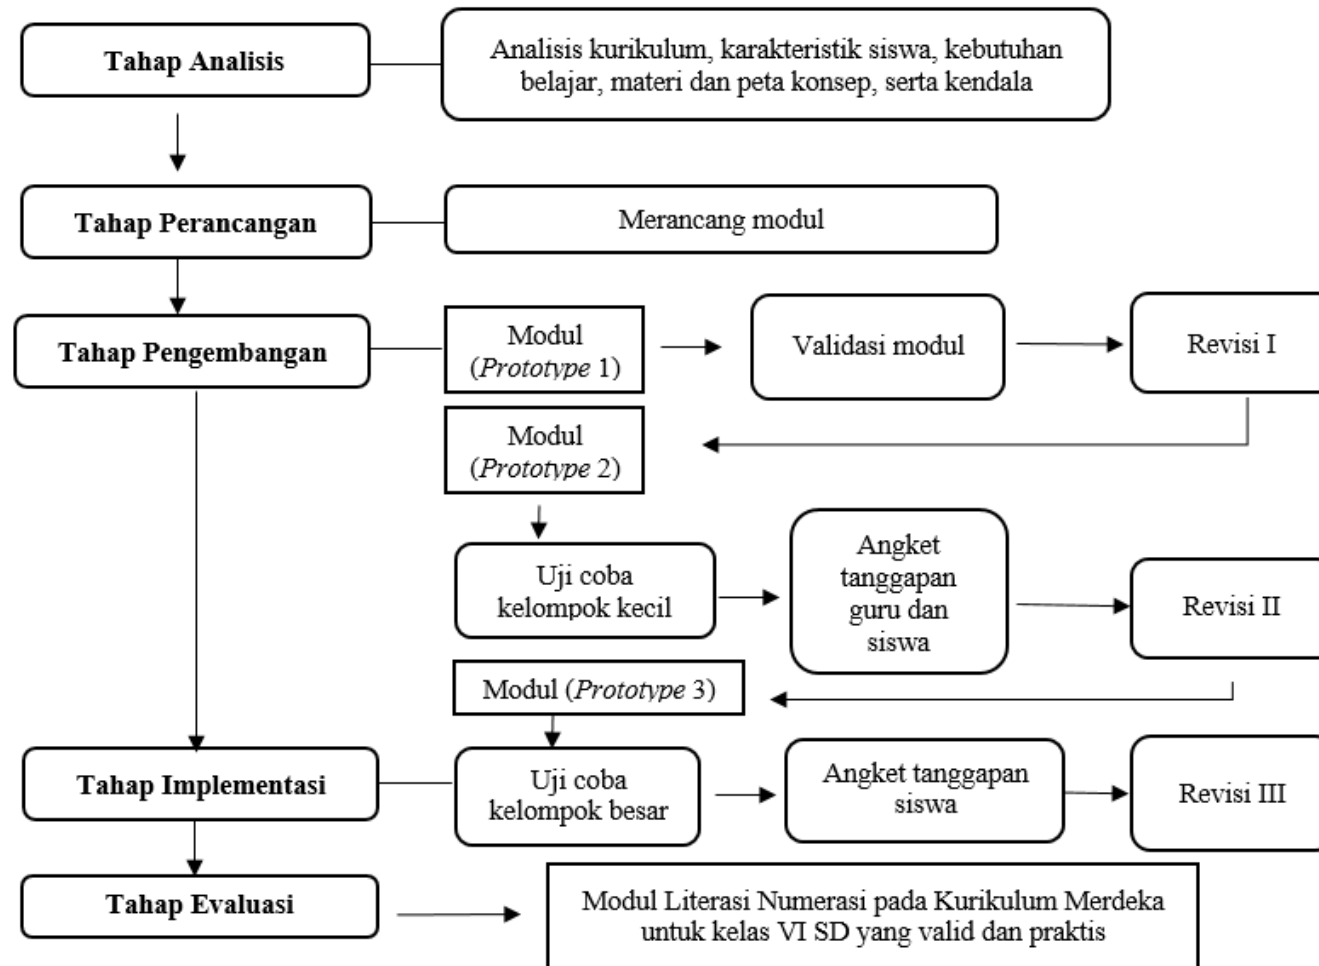 Tahap Analisis
Analisis kurikulum, karakteristik siswa, kebutuhan
belajar, materi dan peta konsep, serta kendala
Tahap Perancangan
Merancang modul
Tahap Pengembangan
Modul
(Prototype 1)
Validasi modul
Revisi I
Modul
(Prototype 2)
Uji coba
kelompok kecil
Angket
tanggapan
guru dan
siswa
Revisi II
Modul (Prototype 3)
Tahap Implementasi
Uji coba
kelompok besar
Angket tanggapan
siswa
Revisi III
Tahap Evaluasi
Modul Literasi Numerasi pada Kurikulum Merdeka
untuk kelas VI SD yang valid dan praktis